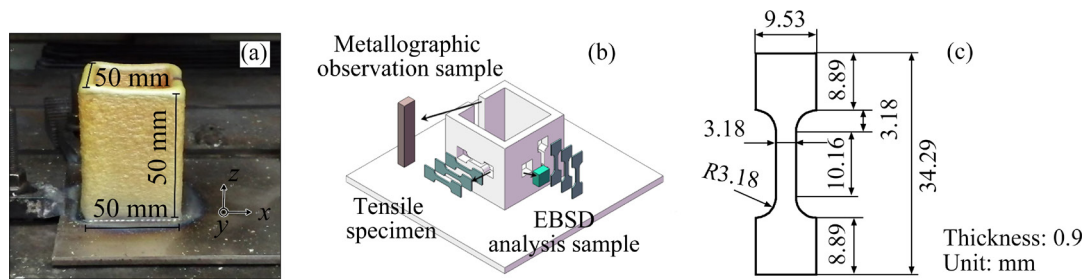 (a)
50 mm
50 mm
50 mm
z
x
y
Metallographic
observation sample
(b)
Tensile
specimen
EBSD
analysis sample
9.53
(c)
8.89
3.18
3.18
10.16
34.29
R3.18
8.89
Thickness: 0.9
Unit: mm